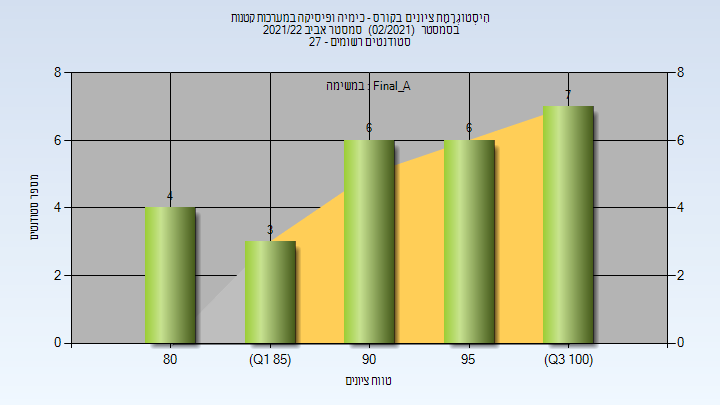 הִיסטוגרָמַת ציונים בקורס - כימיה ופיסיקה במערכות קטנות
בסמסטר (02/2021) סמסטר אביב 2021/22
סטודנטים רשומים - 27
במשימה : Final_A
מספר סטודנטים
8 8
6 6
4 4
2 2
0 0
4 3 6 6 7
80 (Q1 85) 90 95 (Q3 100)
טווח ציונים